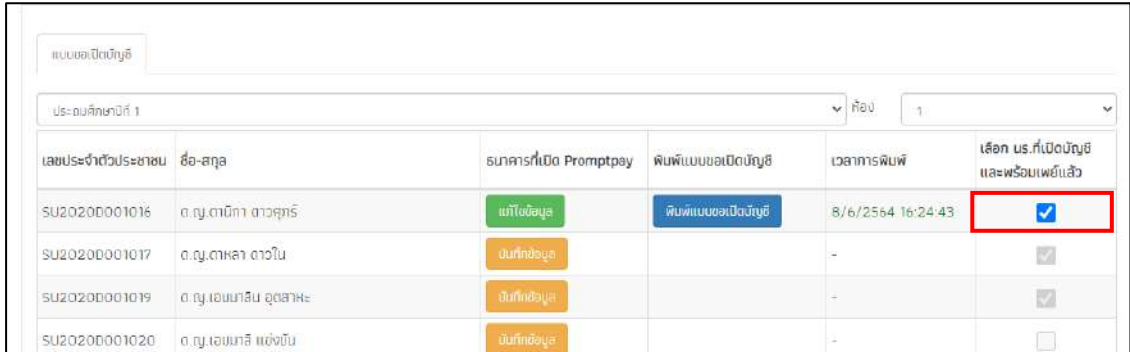 แบบขอเปิดบัญชี
ประถมศึกษาปีที่ 1 ห้อง 1
เลขประจำตัวประชาชน ชื่อ-สกุล ธนาคารที่เปิด Promptpay พิมพ์แบบขอเปิดบัญชี เวลาการพิมพ์ เลือก นร.ที่เปิดบัญชี
และพร้อมเพย์แล้ว
SU2020D001016 ด.ญ.ตานีกา ดาวศุกร์ แก้ไขข้อมูล พิมพ์แบบขอเปิดบัญชี 8/6/2564 16:24:43
SU2020D001017 ด.ญ.ตาหลา ดาวใน บันทึกข้อมูล -
SU2020D001019 ด.ญ.เอมมาลิน อุตสาหะ บันทึกข้อมูล -
SU2020D001020 ด.ญ.เอมมาลี แข่งขัน บันทึกข้อมูล -